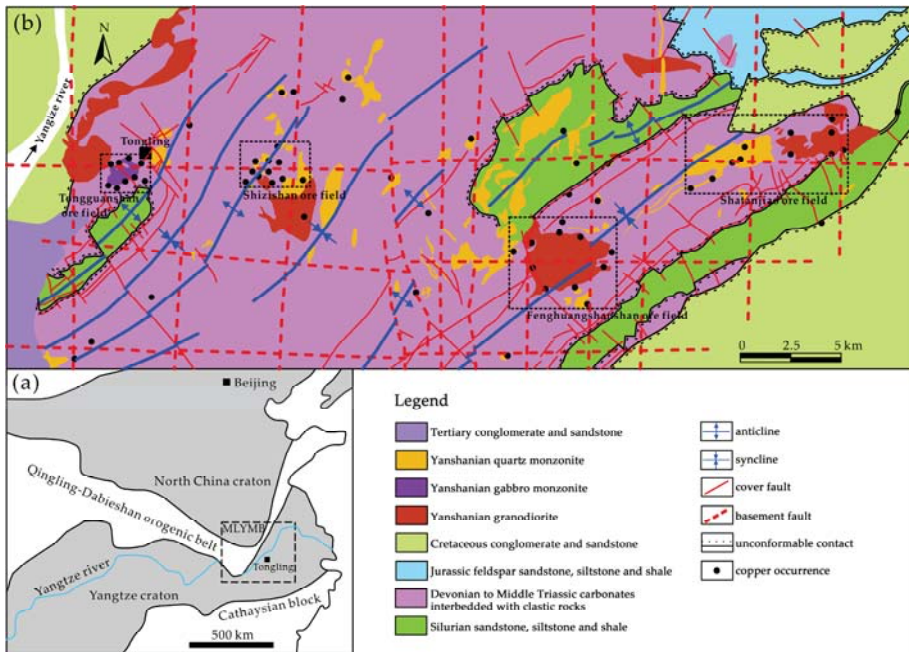 (b)
N
Yangtze river
Tongling
Tongguanshan
ore field
Shizishan ore field
Shatanjiao ore field
Fenghuangshanshan ore field
0 2.5 5 km
(a)
Beijing
North China craton
Qingling-Dabieshan orogenic belt
MLYMB
Tongling
Yangtze river
Yangtze craton
Cathaysian block
500 km
Legend
Tertiary conglomerate and sandstone
Yanshanian quartz monzonite
Yanshanian gabbro monzonite
Yanshanian granodiorite
Cretaceous conglomerate and sandstone
Jurassic feldspar sandstone, siltstone and shale
Devonian to Middle Triassic carbonates
interbedded with clastic rocks
Silurian sandstone, siltstone and shale
anticline
syncline
cover fault
basement fault
unconformable contact
copper occurrence